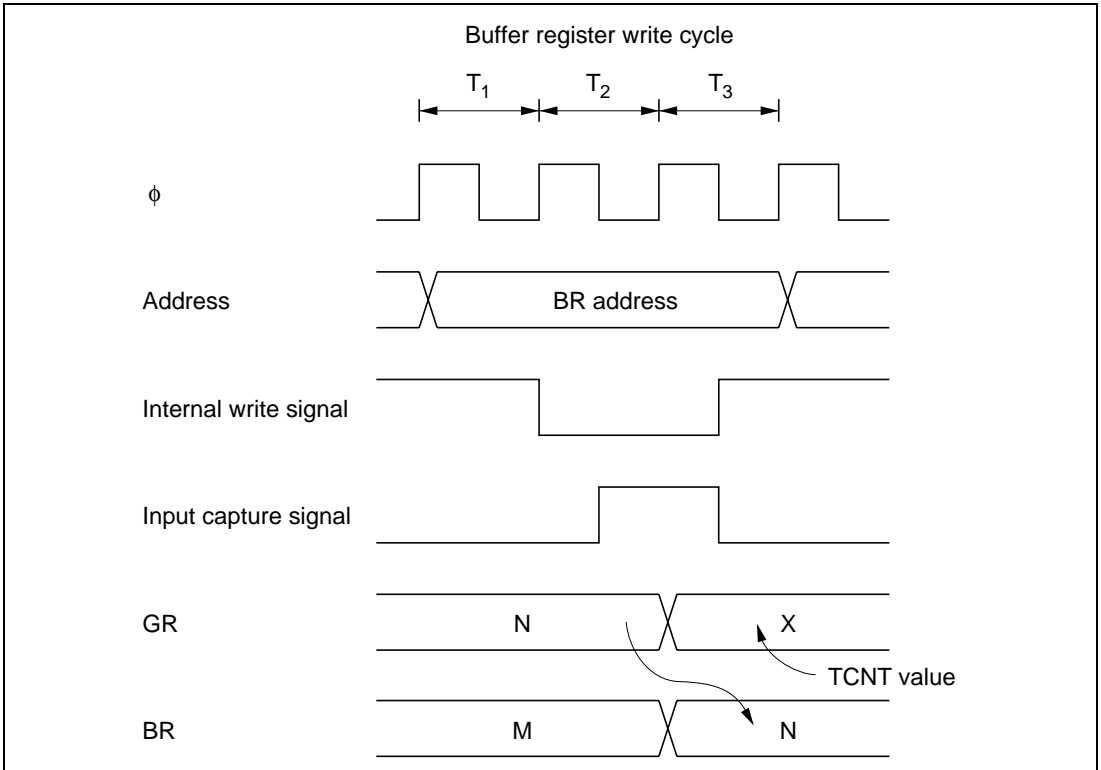 Buffer register write cycle
T1 T2 T3
φ
Address BR address
Internal write signal
Input capture signal
GR N X
TCNT value
BR M N